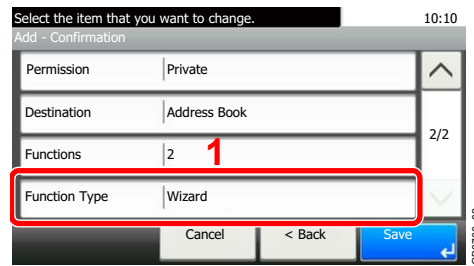 Select the item that you want to change.
10:10
Add - Confirmation
Permission Private
Destination Address Book
2/2
Functions 2
1
Function Type Wizard
Cancel < Back Save